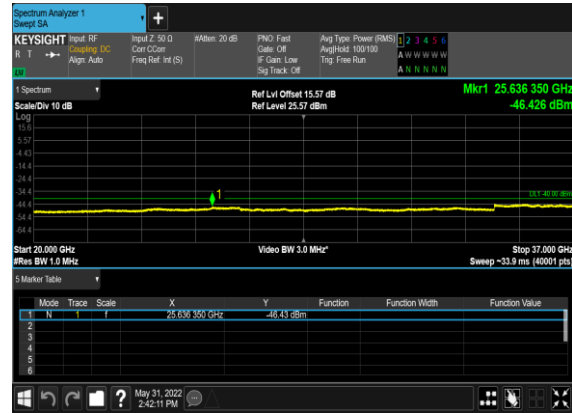 Spectrum Analyzer 1
Swept SA
+
KEYSIGHT Input: RF Input Z: 50 Ω #Atten: 20 dB PNO: Fast Avg Type: Power (RMS) 1 2 3 4 5 6
R T Coupling: DC Corr CCorr Gate: Off Avg|Hold: 100/100 A W W W W W
Align: Auto Freq Ref: Int (S) IF Gain: Low Trig: Free Run
LXI Sig Track: Off A N N N N N
1 Spectrum Ref Lvl Offset 15.57 dB Mkr1 25.636 350 GHz
Scale/Div 10 dB Ref Level 25.57 dBm -46.426 dBm
Log
15.6
5.57
-4.43
-14.4
-24.4
-34.4 1 DL1 -40.00 dBm
-44.4
-54.4
-64.4
Start 20.000 GHz Video BW 3.0 MHz* Stop 37.000 GHz
#Res BW 1.0 MHz Sweep ~33.9 ms (40001 pts)
5 Marker Table
Mode Trace Scale X Y Function Function Width Function Value
1 N 1 f 25.636 350 GHz -46.43 dBm
2
3
4
5
6
? May 31, 2022
2:42:11 PM